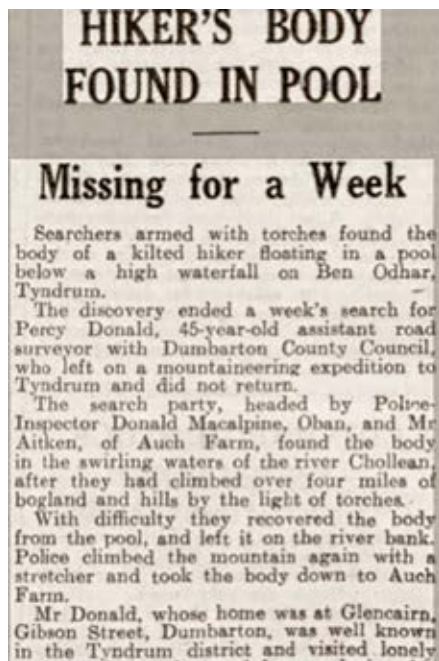 HIKER'S BODY
FOUND IN POOL
Missing for a Week
Searchers armed with torches found the
body of a kilted hiker floating in a pool
below a high waterfall on Ben Odhar,
Tyndrum.
The discovery ended a week's search for
Percy Donald, 45-year-old assistant road
surveyor with Dumbarton County Council,
who left on a mountaineering expedition to
Tyndrum and did not return.
The search party, headed by Police-
Inspector Donald Macalpine, Oban, and Mr
Aitken, of Auch Farm, found the body
in the swirling waters of the river Chollean,
after they had climbed over four miles of
bogland and hills by the light of torches.
With difficulty they recovered the body
from the pool, and left it on the river bank.
Police climbed the mountain again with a
stretcher and took the body down to Auch
Farm.
Mr Donald, whose home was at Glencairn,
Gibson Street, Dumbarton, was well known
in the Tyndrum district and visited lonely